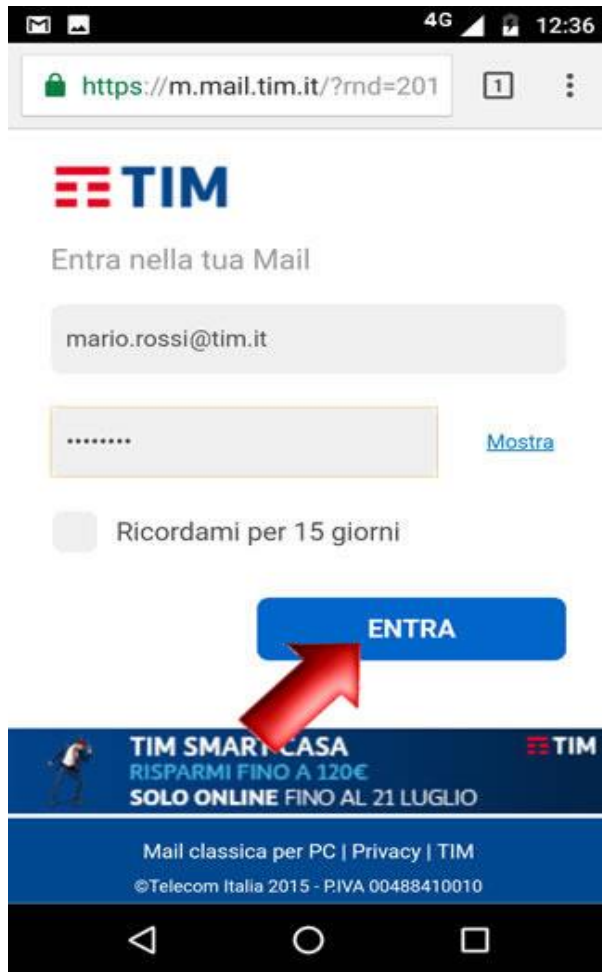 4G 12:36
https://m.mail.tim.it/?rnd=201 1
TIM
Entra nella tua Mail
mario.rossi@tim.it
........ Mostra
Ricordami per 15 giorni
ENTRA
TIM SMART CASA TIM
RISPARMI FINO A 120€
SOLO ONLINE FINO AL 21 LUGLIO
Mail classica per PC | Privacy | TIM
©Telecom Italia 2015 - P.IVA 00488410010